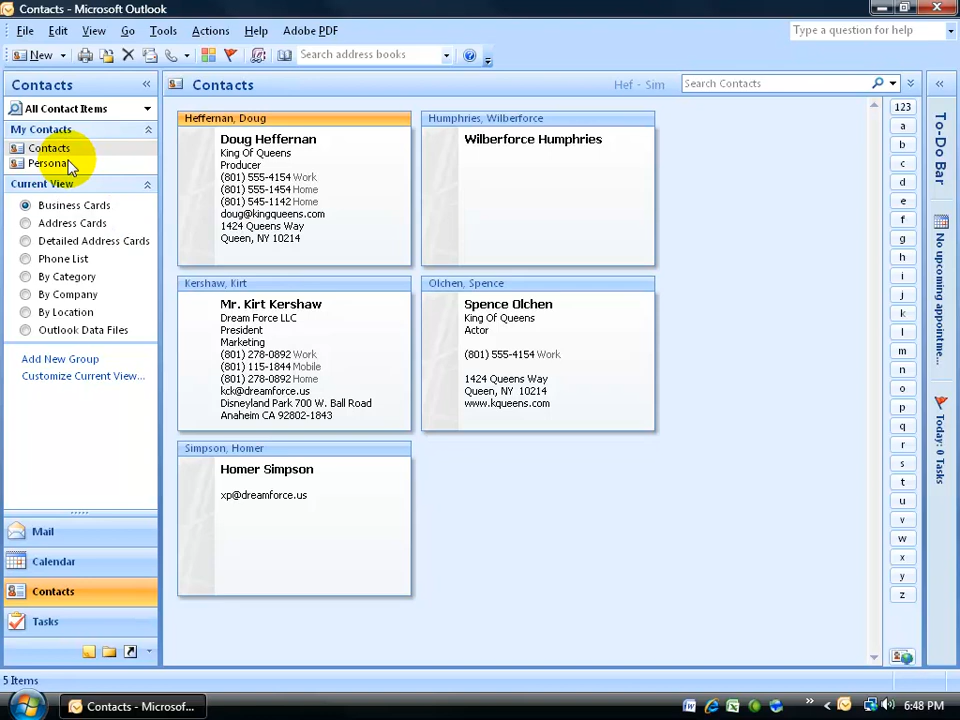 Contacts - Microsoft Outlook
File Edit View Go Tools Actions Help Adobe PDF
Type a question for help
New
Search address books
Contacts
All Contact Items
My Contacts
Contacts
Personal
Current View
Business Cards
Address Cards
Detailed Address Cards
Phone List
By Category
By Company
By Location
Outlook Data Files
Add New Group
Customize Current View...
Mail
Calendar
Contacts
Tasks
Contacts
Hef - Sim
Search Contacts
Heffernan, Doug
Doug Heffernan
King Of Queens
Producer
(801) 555-4154 Work
(801) 555-1454 Home
(801) 545-1142 Home
doug@kingqueens.com
1424 Queens Way
Queen, NY 10214
Humphries, Wilberforce
Wilberforce Humphries
Kershaw, Kirt
Mr. Kirt Kershaw
Dream Force LLC
President
Marketing
(801) 278-0892 Work
(801) 115-1844 Mobile
(801) 278-0892 Home
kck@dreamforce.us
Disneyland Park 700 W. Ball Road
Anaheim CA 92802-1843
Olchen, Spence
Spence Olchen
King Of Queens
Actor
(801) 555-4154 Work
1424 Queens Way
Queen, NY 10214
www.kqueens.com
Simpson, Homer
Homer Simpson
xp@dreamforce.us
123
a
b
c
d
e
f
g
h
i
j
k
l
m
n
o
p
q
r
s
t
u
v
w
x
y
z
To-Do Bar
No upcoming appointme...
Today: 0 Tasks
5 Items
Contacts - Microsof...
6:48 PM